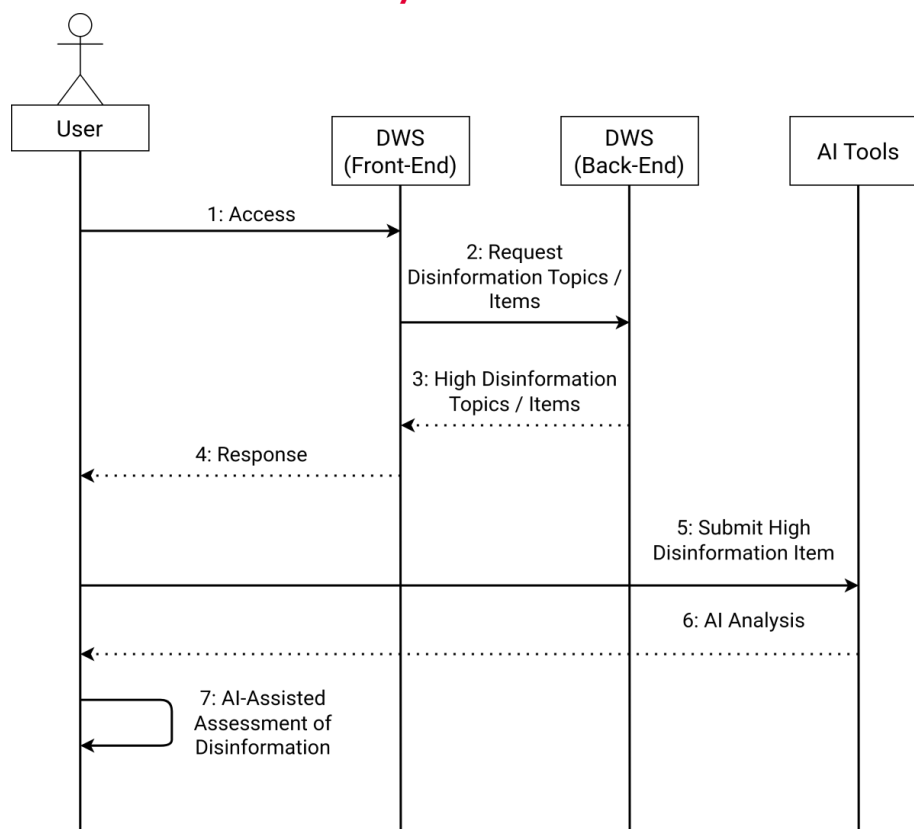 User
DWS
(Front-End)
DWS
(Back-End)
AI Tools
1: Access
2: Request
Disinformation Topics /
Items
3: High Disinformation
Topics / Items
4: Response
5: Submit High
Disinformation Item
6: AI Analysis
7: AI-Assisted
Assessment of
Disinformation